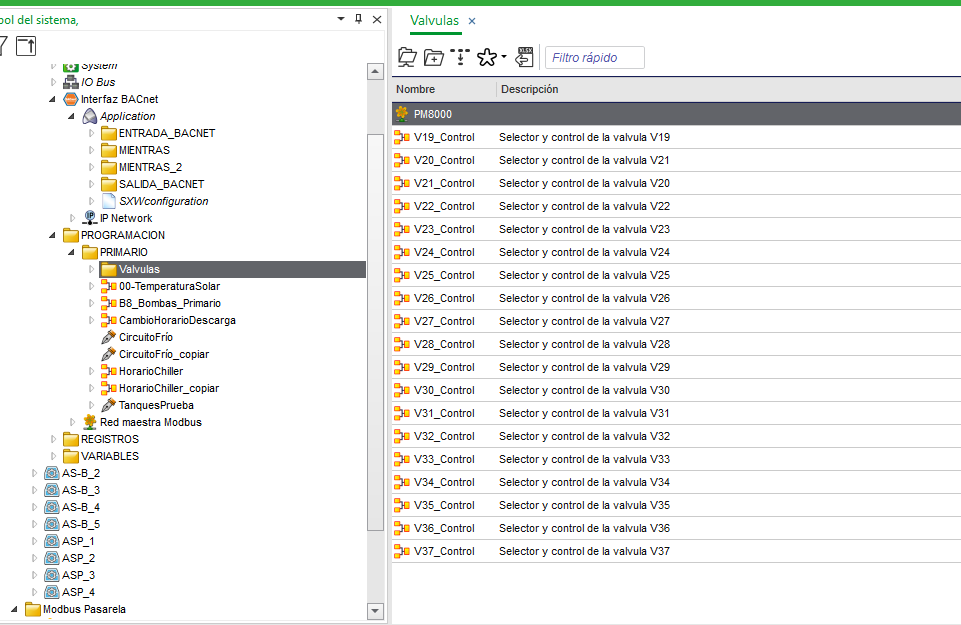 ool del sistema,
System
IO Bus
Interfaz BACnet
Application
ENTRADA_BACNET
MIENTRAS
MIENTRAS_2
SALIDA_BACNET
SXWconfiguration
IP Network
PROGRAMACION
PRIMARIO
Valvulas
00-TemperaturaSolar
B8_Bombas_Primario
CambioHorarioDescarga
CircuitoFrío
CircuitoFrío_copiar
HorarioChiller
HorarioChiller_copiar
TanquesPrueba
Red maestra Modbus
REGISTROS
VARIABLES
AS-B_2
AS-B_3
AS-B_4
AS-B_5
ASP_1
ASP_2
ASP_3
ASP_4
Modbus Pasarela
Valvulas ×
XLSX
Filtro rápido
Nombre Descripción
PM8000
V19_Control Selector y control de la valvula V19
V20_Control Selector y control de la valvula V21
V21_Control Selector y control de la valvula V20
V22_Control Selector y control de la valvula V22
V23_Control Selector y control de la valvula V23
V24_Control Selector y control de la valvula V24
V25_Control Selector y control de la valvula V25
V26_Control Selector y control de la valvula V26
V27_Control Selector y control de la valvula V27
V28_Control Selector y control de la valvula V28
V29_Control Selector y control de la valvula V29
V30_Control Selector y control de la valvula V30
V31_Control Selector y control de la valvula V31
V32_Control Selector y control de la valvula V32
V33_Control Selector y control de la valvula V33
V34_Control Selector y control de la valvula V34
V35_Control Selector y control de la valvula V35
V36_Control Selector y control de la valvula V36
V37_Control Selector y control de la valvula V37